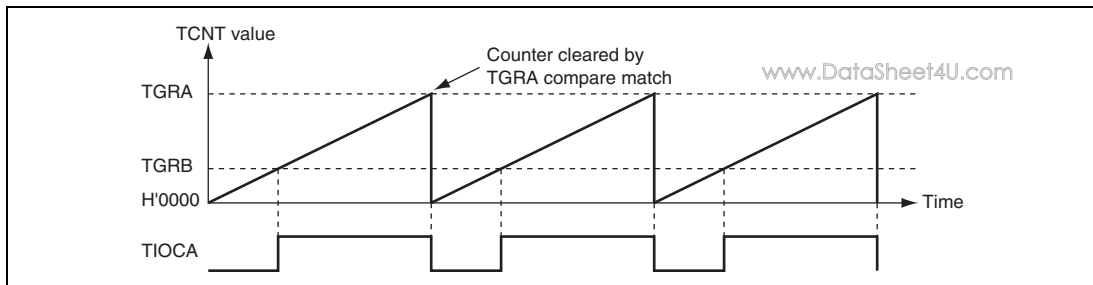 TCNT value
Counter cleared by
TGRA compare match
www.DataSheet4U.com
TGRA
TGRB
H'0000
Time
TIOCA